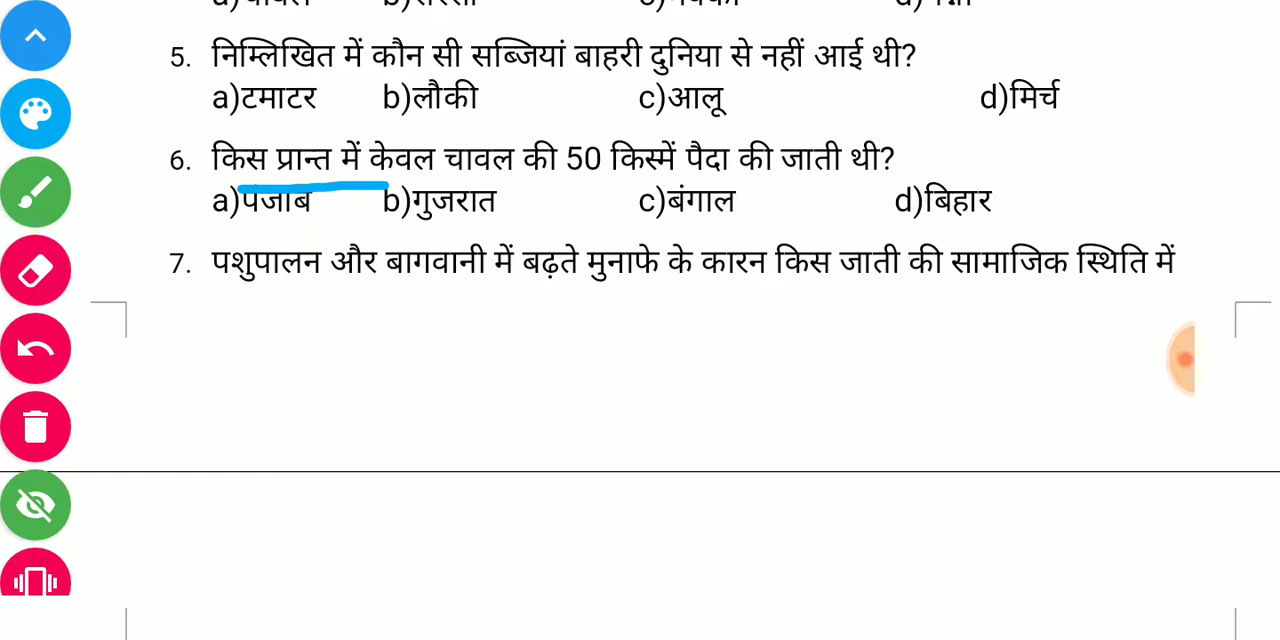 5. निम्लिखित में कौन सी सब्जियां बाहरी दुनिया से नहीं आई थी?
a)टमाटर b)लौकी c)आलू d)मिर्च
6. किस प्रान्त में केवल चावल की 50 किस्में पैदा की जाती थी?
a)पंजाब b)गुजरात c)बंगाल d)बिहार
7. पशुपालन और बागवानी में बढ़ते मुनाफे के कारन किस जाती की सामाजिक स्थिति में